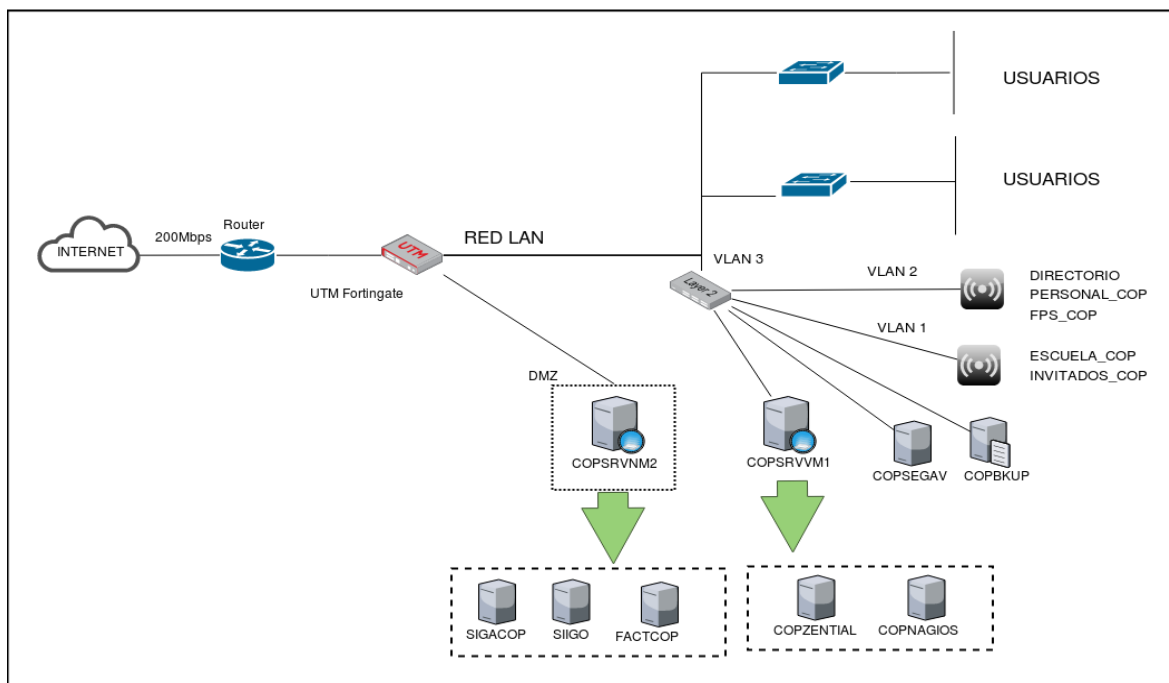 USUARIOS
USUARIOS
INTERNET
200Mbps
Router
UTM
UTM Fortingate
RED LAN
VLAN 3
Layer 2
VLAN 2
DIRECTORIO
PERSONAL_COP
FPS_COP
VLAN 1
ESCUELA_COP
INVITADOS_COP
DMZ
COPSRVNM2
COPSRVVM1
COPSEGAV
COPBKUP
SIGACOP
SIIGO
FACTCOP
COPZENTIAL
COPNAGIOS